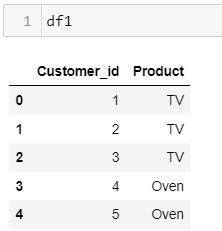 1 df1
Customer_id Product
0 1 TV
1 2 TV
2 3 TV
3 4 Oven
4 5 Oven